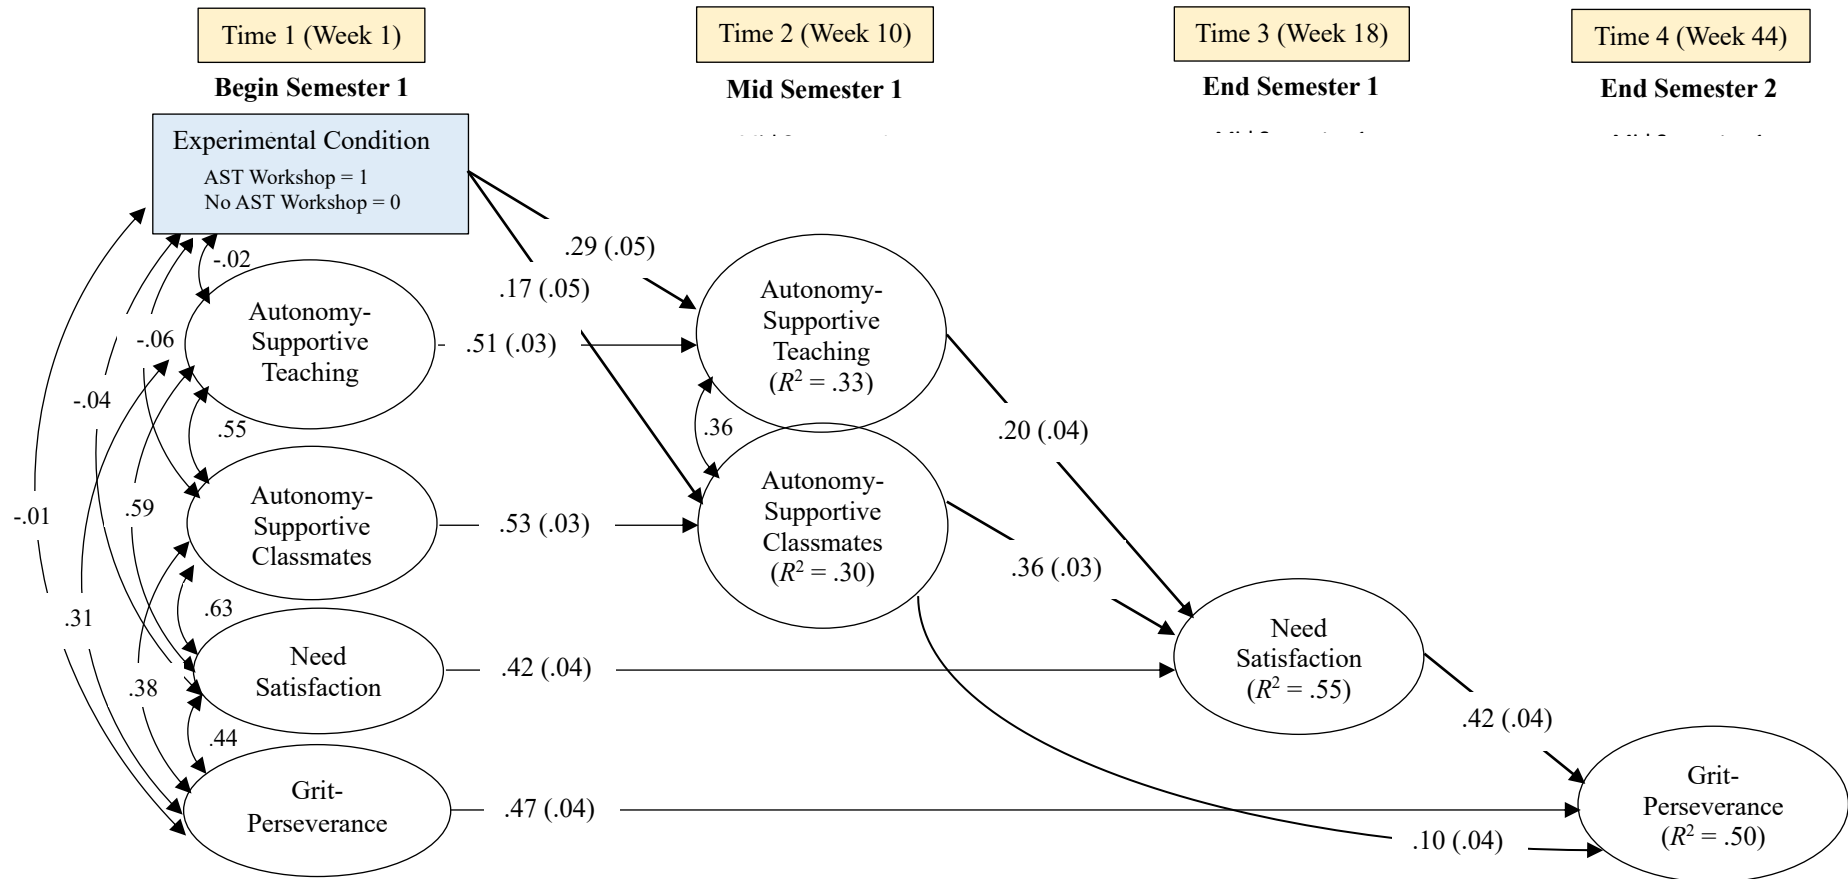 Time 1 (Week 1)
Time 2 (Week 10)
Time 3 (Week 18)
Time 4 (Week 44)
Begin Semester 1
Mid Semester 1
End Semester 1
End Semester 2
Experimental Condition
AST Workshop = 1
No AST Workshop = 0
-.02
.29 (.05)
.17 (.05)
Autonomy-
Supportive
Teaching
-.06
.51 (.03)
Autonomy-
Supportive
Teaching
(R² = .33)
-.04
.55
.36
.20 (.04)
Autonomy-
Supportive
Classmates
-.01
.59
.53 (.03)
Autonomy-
Supportive
Classmates
(R² = .30)
.36 (.03)
.31
.63
Need
Satisfaction
.42 (.04)
Need
Satisfaction
(R² = .55)
.38
.44
.42 (.04)
Grit-
Perseverance
.47 (.04)
.10 (.04)
Grit-
Perseverance
(R² = .50)